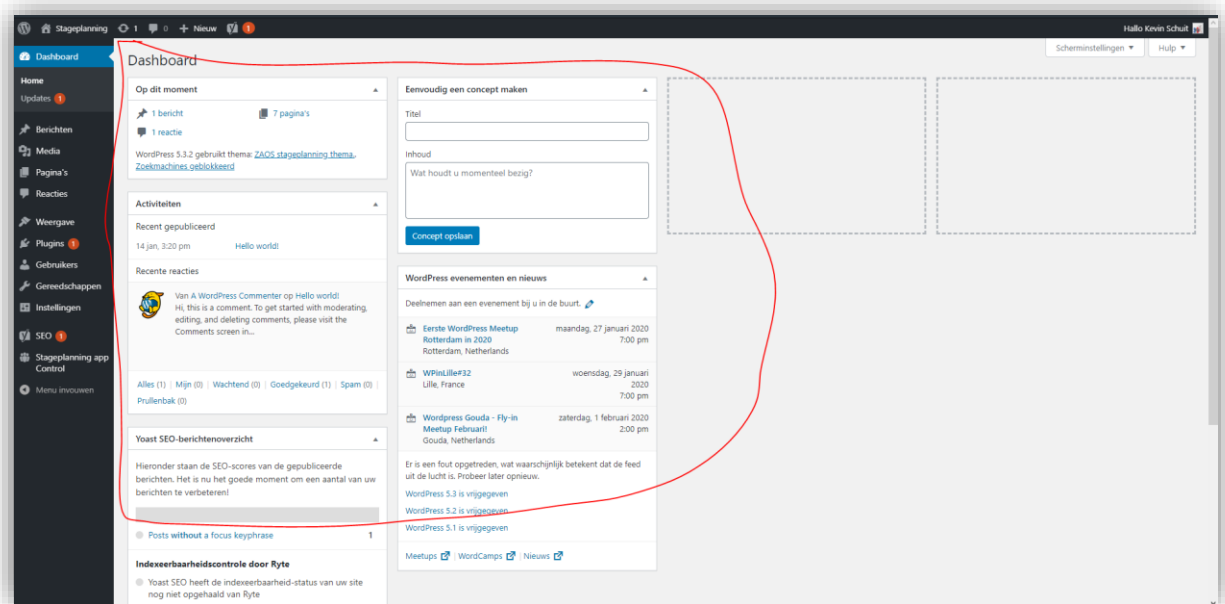 Stageplanning 1 0 Nieuw 1 Hallo Kevin Schuit
Scherminstellingen Hulp
Dashboard
Home
Updates 1
Berichten
Media
Pagina's
Reacties
Weergave
Plugins 1
Gebruikers
Gereedschappen
Instellingen
SEO 1
Stageplanning app
Control
Menu invouwen
Dashboard
Op dit moment
1 bericht 7 pagina's
1 reactie
WordPress 5.3.2 gebruikt thema: ZAOS stageplanning thema.
Zoekmachines geblokkeerd
Activiteiten
Recent gepubliceerd
14 jan, 3:20 pm Hello world!
Recente reacties
Van A WordPress Commenter op Hello world!
Hi, this is a comment. To get started with moderating,
editing, and deleting comments, please visit the
Comments screen in...
Alles (1) | Mijn (0) | Wachtend (0) | Goedgekeurd (1) | Spam (0) |
Prullenbak (0)
Yoast SEO-berichtenoverzicht
Hieronder staan de SEO-scores van de gepubliceerde
berichten. Het is nu het goede moment om een aantal van uw
berichten te verbeteren!
Posts without a focus keyphrase 1
Indexeerbaarheidscontrole door Ryte
Yoast SEO heeft de indexeerbaarheid-status van uw site
nog niet opgehaald van Ryte
Eenvoudig een concept maken
Titel
Inhoud
Wat houdt u momenteel bezig?
Concept opslaan
WordPress evenementen en nieuws
Deelnemen aan een evenement bij u in de buurt.
Eerste WordPress Meetup maandag, 27 januari 2020
Rotterdam in 2020 7:00 pm
Rotterdam, Netherlands
WPinLille#32 woensdag, 29 januari
Lille, France 2020
7:00 pm
Wordpress Gouda - Fly-in zaterdag, 1 februari 2020
Meetup Februari! 2:00 pm
Gouda, Netherlands
Er is een fout opgetreden, wat waarschijnlijk betekent dat de feed
uit de lucht is. Probeer later opnieuw.
WordPress 5.3 is vrijgegeven
WordPress 5.2 is vrijgegeven
WordPress 5.1 is vrijgegeven
Meetups | WordCamps | Nieuws